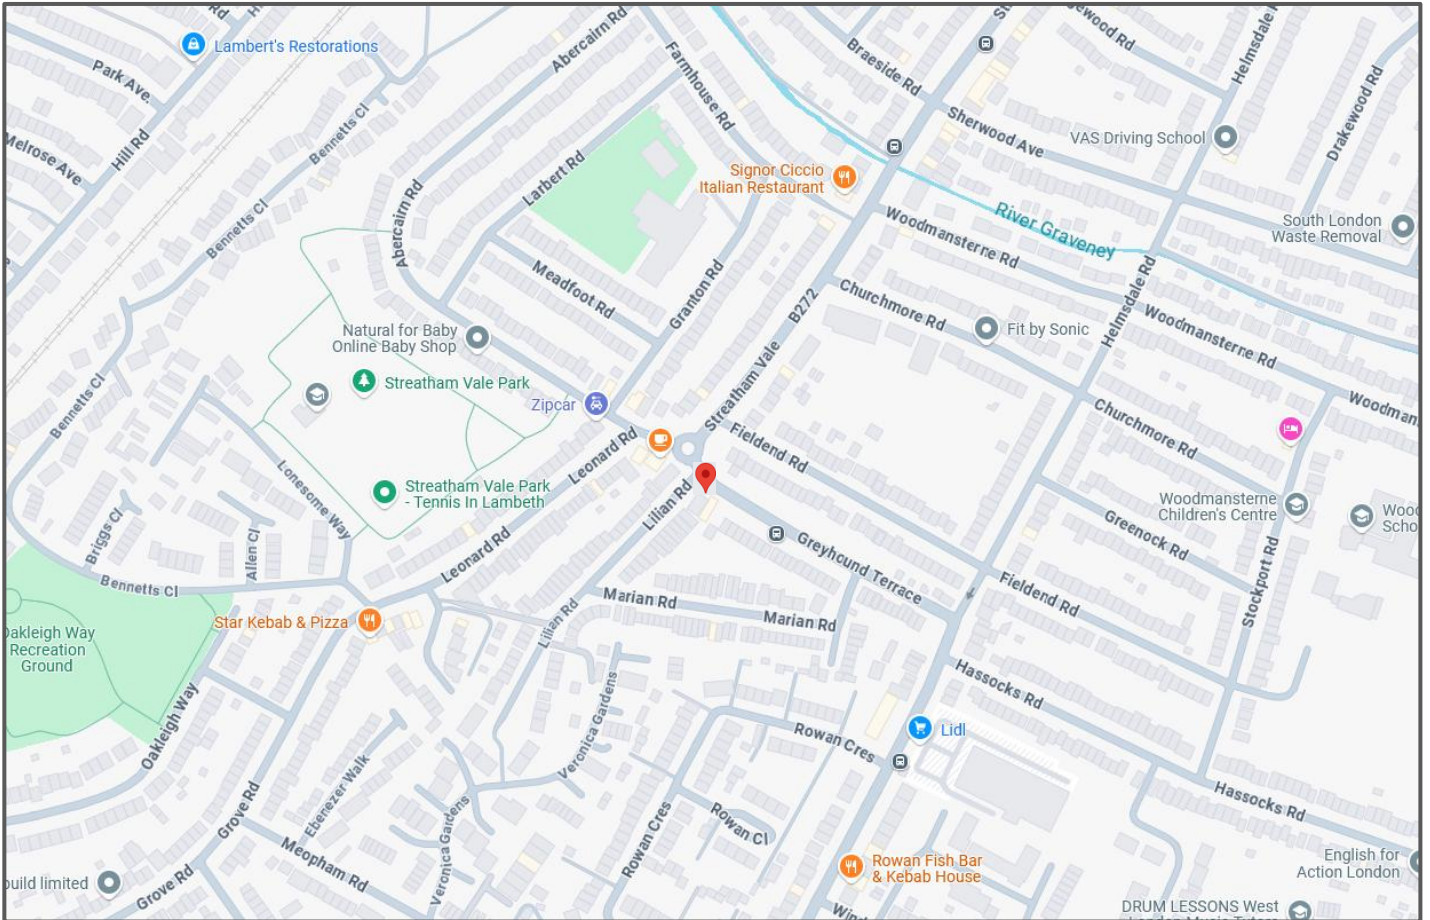 Lambert's Restorations
Park Ave.
Melrose Ave
Hill Rd
Bennetts Cl
Bennetts Cl
Abercairn Rd
Abercairn Rd
Farmhouse Rd
Larbert Rd
Braeside Rd
Sherwood Ave
VAS Driving School
Helmsdale
Drakewood Rd
Signor Ciccio
Italian Restaurant
River Graveney
South London
Waste Removal
Woodmansterne Rd
Meadfoot Rd
Granton Rd
B272
Churchmore Rd
Fit by Sonic
Helmsdale Rd
Woodmansterne Rd
Natural for Baby
Online Baby Shop
Streatham Vale Park
Zipcar
Streatham Vale
Bennetts Cl
Leonard Rd
Fieldend Rd
Churchmore Rd
Lonesome Way
Streatham Vale Park
- Tennis In Lambeth
Lilian Rd
Woodmansterne
Children's Centre
Greenock Rd
Briggs Cl
Allen Cl
Leonard Rd
Greyhound Terrace
Bennetts Cl
Marian Rd
Marian Rd
Fieldend Rd
Stockport Rd
Star Kebab & Pizza
Lilian Rd
Oakleigh Way
Recreation
Ground
Hassocks Rd
Oakleigh Way
Veronica Gardens
Rowan Cres
Lidl
Hassocks Rd
Ebenezer Walk
Grove Rd
Meopham Rd
Veronica Gardens
Rowan Cres
Rowan Cl
Rowan Fish Bar
& Kebab House
English for
Action London
build limited
Grove Rd
DRUM LESSONS West